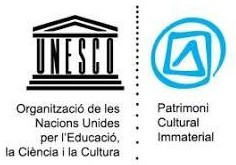 UNESCO
Organització de les
Nacions Unides
per l'Educació,
la Ciència i la Cultura
Patrimoni
Cultural
Immaterial